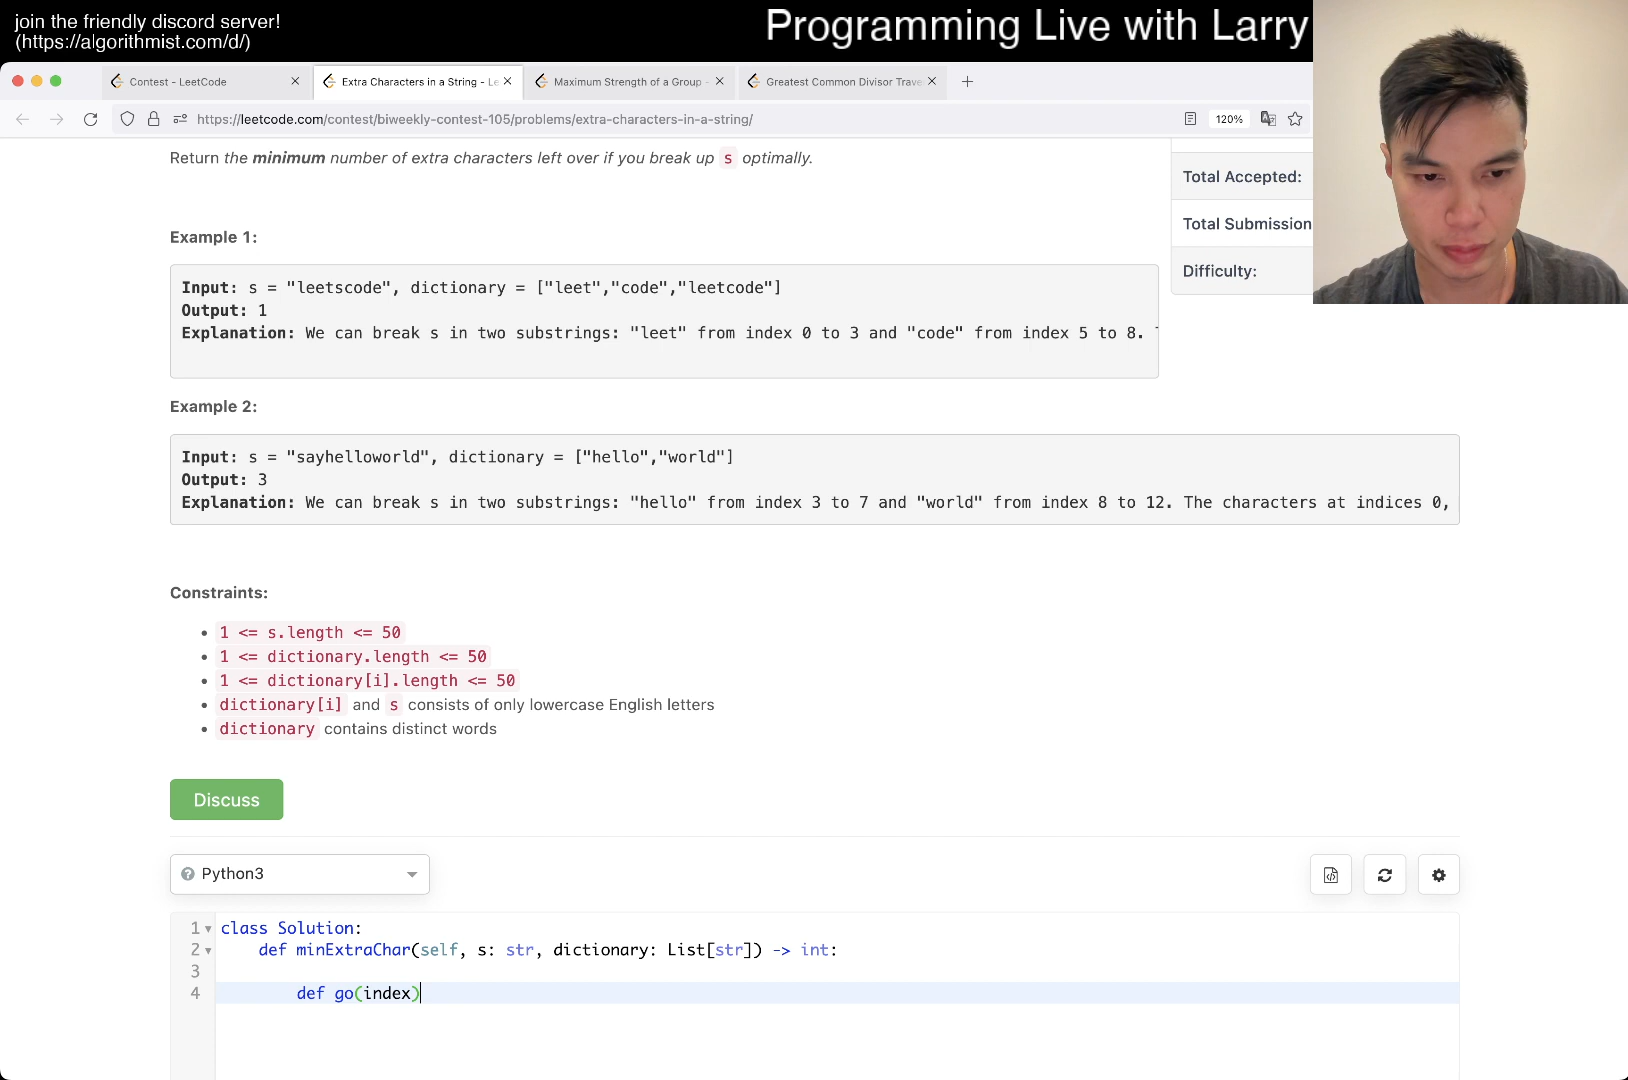 join the friendly discord server!
(https://algorithmist.com/d/)
Programming Live with Larry
Contest - LeetCode
Extra Characters in a String - Le
Maximum Strength of a Group -
Greatest Common Divisor Trave
https://leetcode.com/contest/biweekly-contest-105/problems/extra-characters-in-a-string/
120%
Return the minimum number of extra characters left over if you break up s optimally.
Total Accepted:
Total Submission
Difficulty:
Example 1:
Input: s = "leetscode", dictionary = ["leet","code","leetcode"]
Output: 1
Explanation: We can break s in two substrings: "leet" from index 0 to 3 and "code" from index 5 to 8.
Example 2:
Input: s = "sayhelloworld", dictionary = ["hello","world"]
Output: 3
Explanation: We can break s in two substrings: "hello" from index 3 to 7 and "world" from index 8 to 12. The characters at indices 0,
Constraints:
1 <= s.length <= 50
1 <= dictionary.length <= 50
1 <= dictionary[i].length <= 50
dictionary[i] and s consists of only lowercase English letters
dictionary contains distinct words
Discuss
Python3
1 class Solution:
2     def minExtraChar(self, s: str, dictionary: List[str]) -> int:
3
4         def go(index)